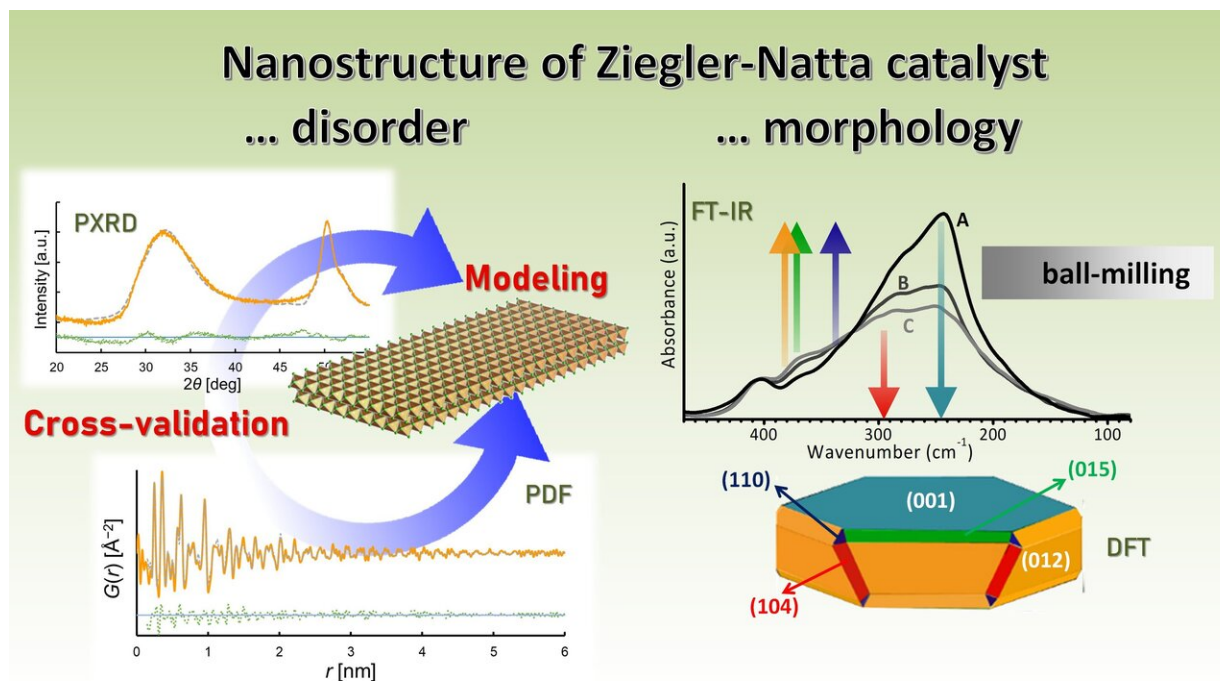 Nanostructure of Ziegler-Natta catalyst
... disorder
... morphology
PXRD
Intensity [a.u.]
20 25 30 35 40 45
2θ [deg]
Modeling
Cross-validation
PDF
G(r) [Å⁻²]
0 1 2 3 4 5 6
r [nm]
FT-IR
A
B
C
ball-milling
Absorbance (a.u.)
400 300 200 100
Wavenumber (cm⁻¹)
(110)
(001)
(015)
(012)
(104)
DFT